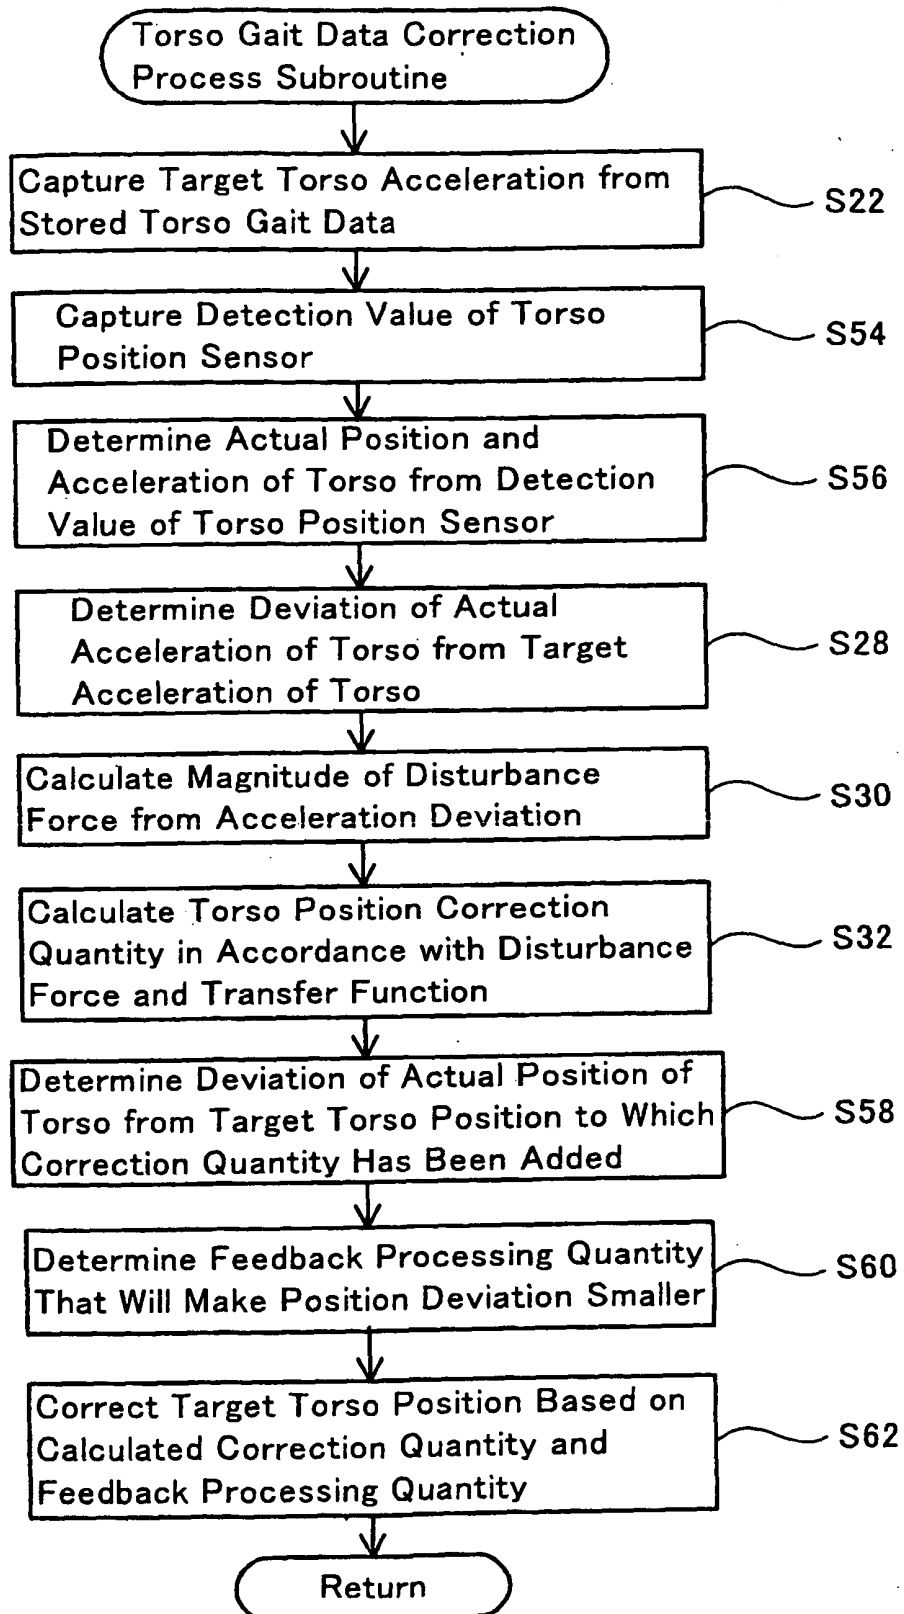 Torso Gait Data Correction
Process Subroutine
Capture Target Torso Acceleration from
Stored Torso Gait Data
S22
Capture Detection Value of Torso
Position Sensor
S54
Determine Actual Position and
Acceleration of Torso from Detection
Value of Torso Position Sensor
S56
Determine Deviation of Actual
Acceleration of Torso from Target
Acceleration of Torso
S28
Calculate Magnitude of Disturbance
Force from Acceleration Deviation
S30
Calculate Torso Position Correction
Quantity in Accordance with Disturbance
Force and Transfer Function
S32
Determine Deviation of Actual Position of
Torso from Target Torso Position to Which
Correction Quantity Has Been Added
S58
Determine Feedback Processing Quantity
That Will Make Position Deviation Smaller
S60
Correct Target Torso Position Based on
Calculated Correction Quantity and
Feedback Processing Quantity
S62
Return